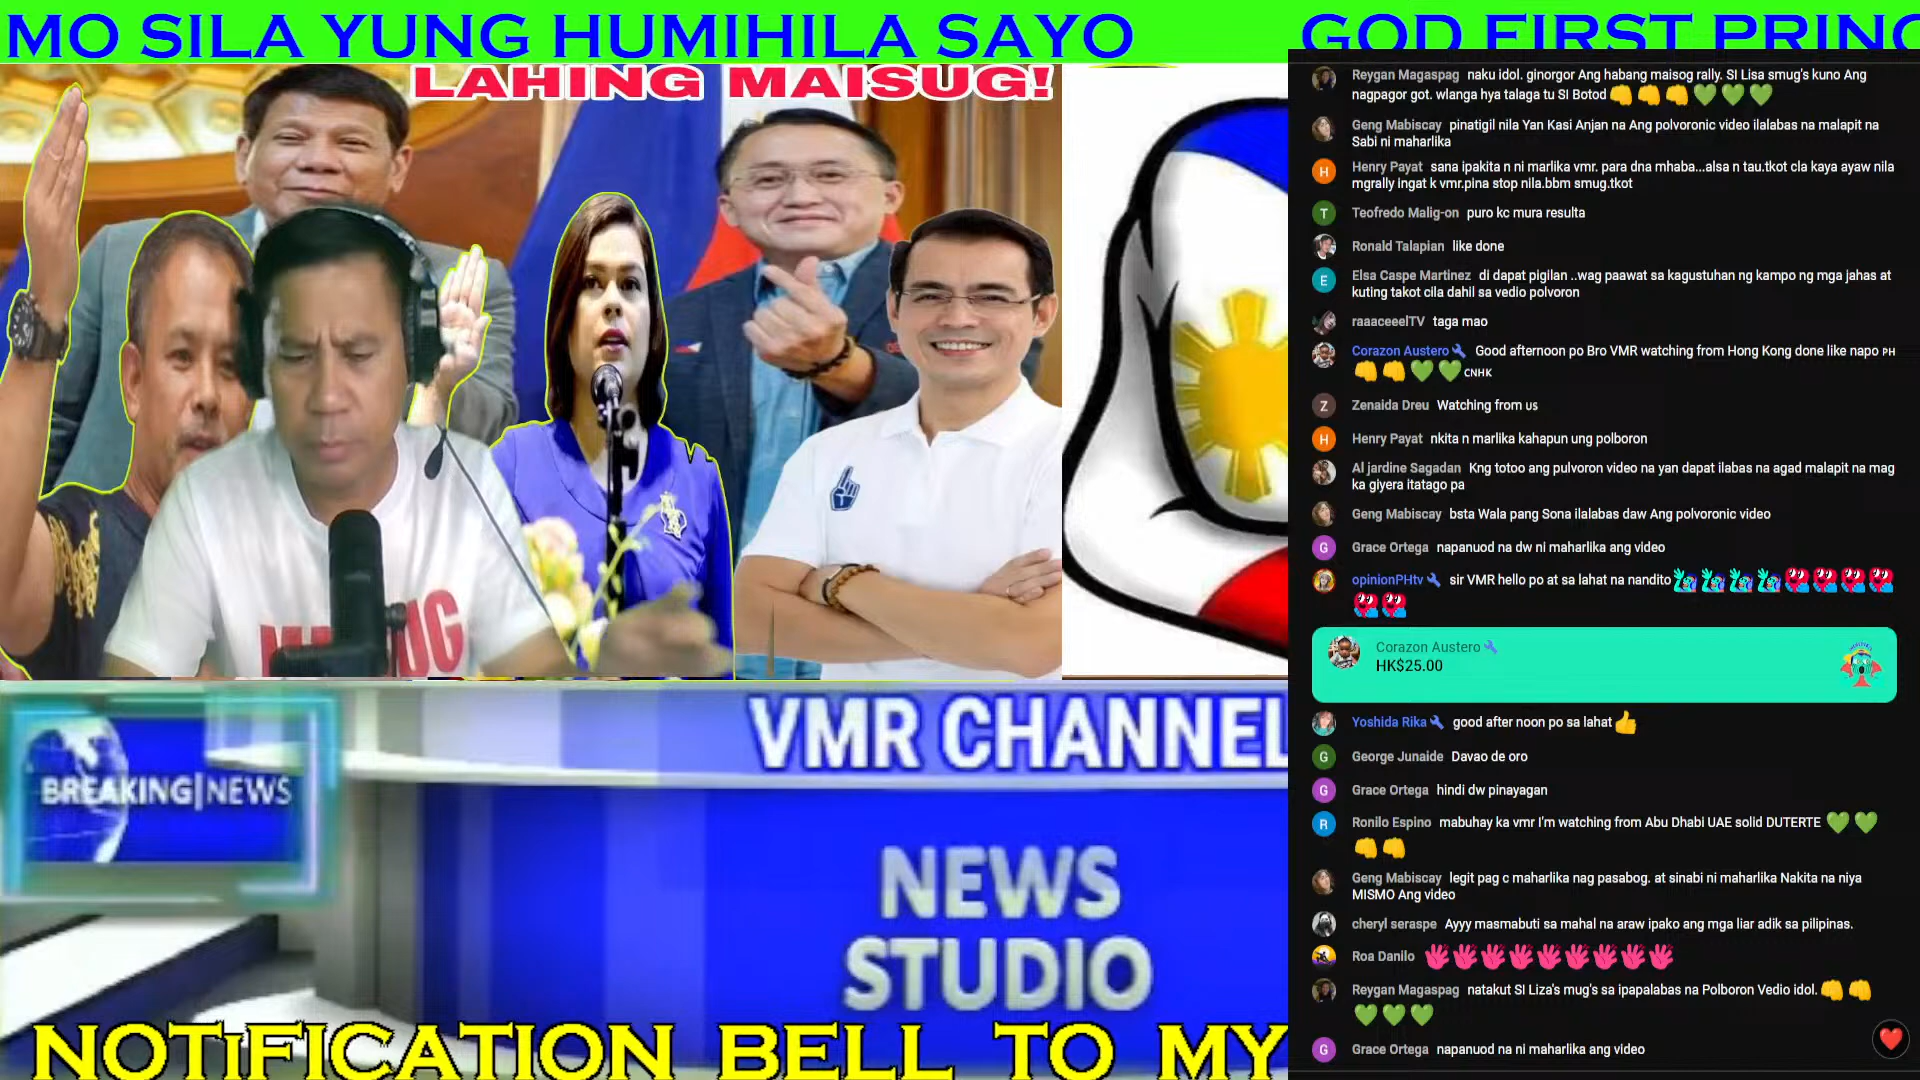 MO SILA YUNG HUMIHILA SAYO
GOD FIRST PRINC
LAHING MAISUG!
VMR CHANNEL
BREAKING|NEWS
NEWS
STUDIO
NOTIFICATION BELL TO MY
Reygan Magaspag naku idol. ginorgor Ang habang maisog rally. SI Lisa smug's kuno Ang
nagpagor got. wlanga hya talaga tu SI Botod 👊👊👊💚💚💚
Geng Mabiscay pinatigil nila Yan Kasi Anjan na Ang polvoronic video ilalabas na malapit na
Sabi ni maharlika
H Henry Payat sana ipakita n ni marlika vmr. para dna mhaba...alsa n tau.tkot cla kaya ayaw nila
mgrally ingat k vmr.pina stop nila.bbm smug.tkot
T Teofredo Malig-on puro kc mura resulta
Ronald Talapian like done
E Elsa Caspe Martinez di dapat pigilan ..wag paawat sa kagustuhan ng kampo ng mga jahas at
kuting takot cila dahil sa vedio polvoron
raaaceeelTV taga mao
Corazon Austero Good afternoon po Bro VMR watching from Hong Kong done like napo PH
👊👊💚💚 CNHK
Z Zenaida Dreu Watching from us
H Henry Payat nkita n marlika kahapun ung polboron
Al jardine Sagadan Kng totoo ang pulvoron video na yan dapat ilabas na agad malapit na mag
ka giyera itatago pa
Geng Mabiscay bsta Wala pang Sona ilalabas daw Ang polvoronic video
G Grace Ortega napanuod na dw ni maharlika ang video
opinionPHtv sir VMR hello po at sa lahat na nandito
Corazon Austero
HK$25.00
Yoshida Rika good after noon po sa lahat 👍
G George Junaide Davao de oro
G Grace Ortega hindi dw pinayagan
R Ronilo Espino mabuhay ka vmr I'm watching from Abu Dhabi UAE solid DUTERTE 💚💚
👊👊
Geng Mabiscay legit pag c maharlika nag pasabog. at sinabi ni maharlika Nakita na niya
MISMO Ang video
cheryl seraspe Ayyy masmabuti sa mahal na araw ipako ang mga liar adik sa pilipinas.
Roa Danilo
Reygan Magaspag natakut SI Liza's mug's sa ipapalabas na Polboron Vedio idol. 👊👊
💚💚💚
G Grace Ortega napanuod na ni maharlika ang video